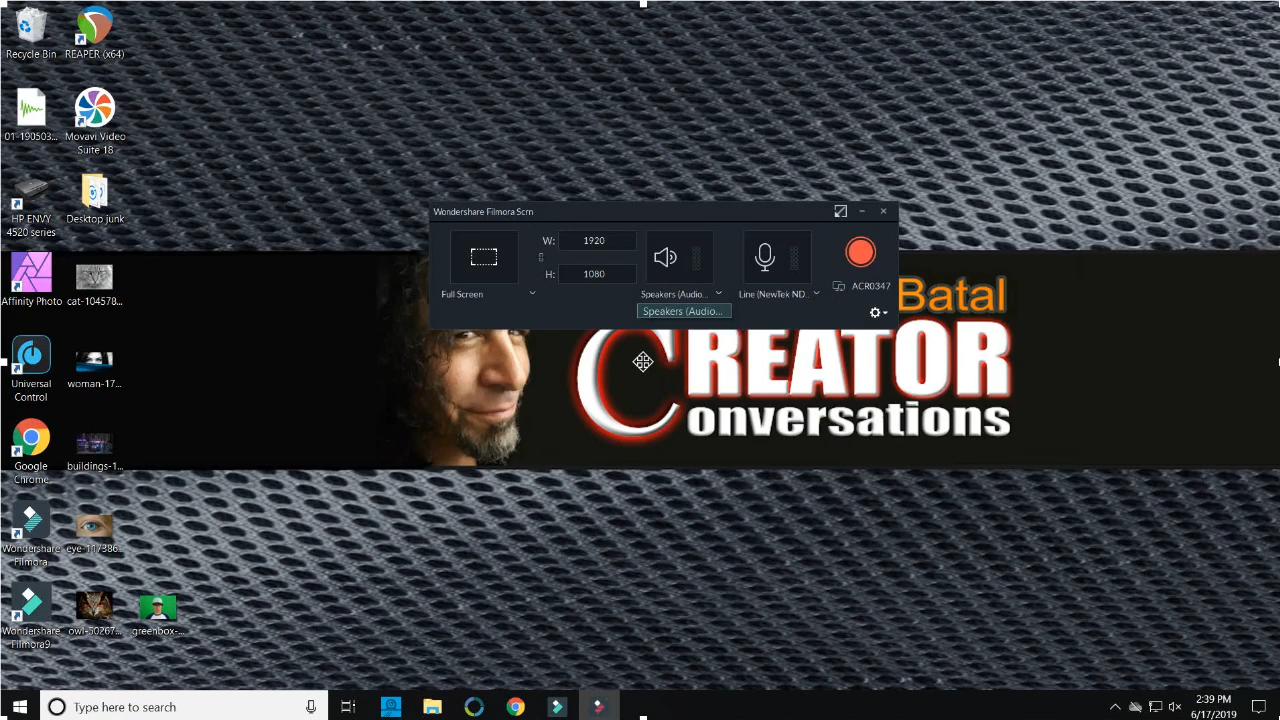 Recycle Bin
REAPER (x64)
01-190503...
Movavi Video
Suite 18
HP ENVY
4520 series
Desktop junk
Affinity Photo
cat-104578...
Universal
Control
woman-17...
Google
Chrome
buildings-1...
Wondershare
Filmora
eye-117386...
Wondershare
Filmora9
owl-50267...
greenbox-...
Wondershare Filmora Scrn
W:
1920
H:
1080
Full Screen
Speakers (Audio...
Speakers (Audio...
Line (NewTek ND...
ACR0347
Batal
CREATOR
Conversations
Type here to search
2:39 PM
6/17/2019